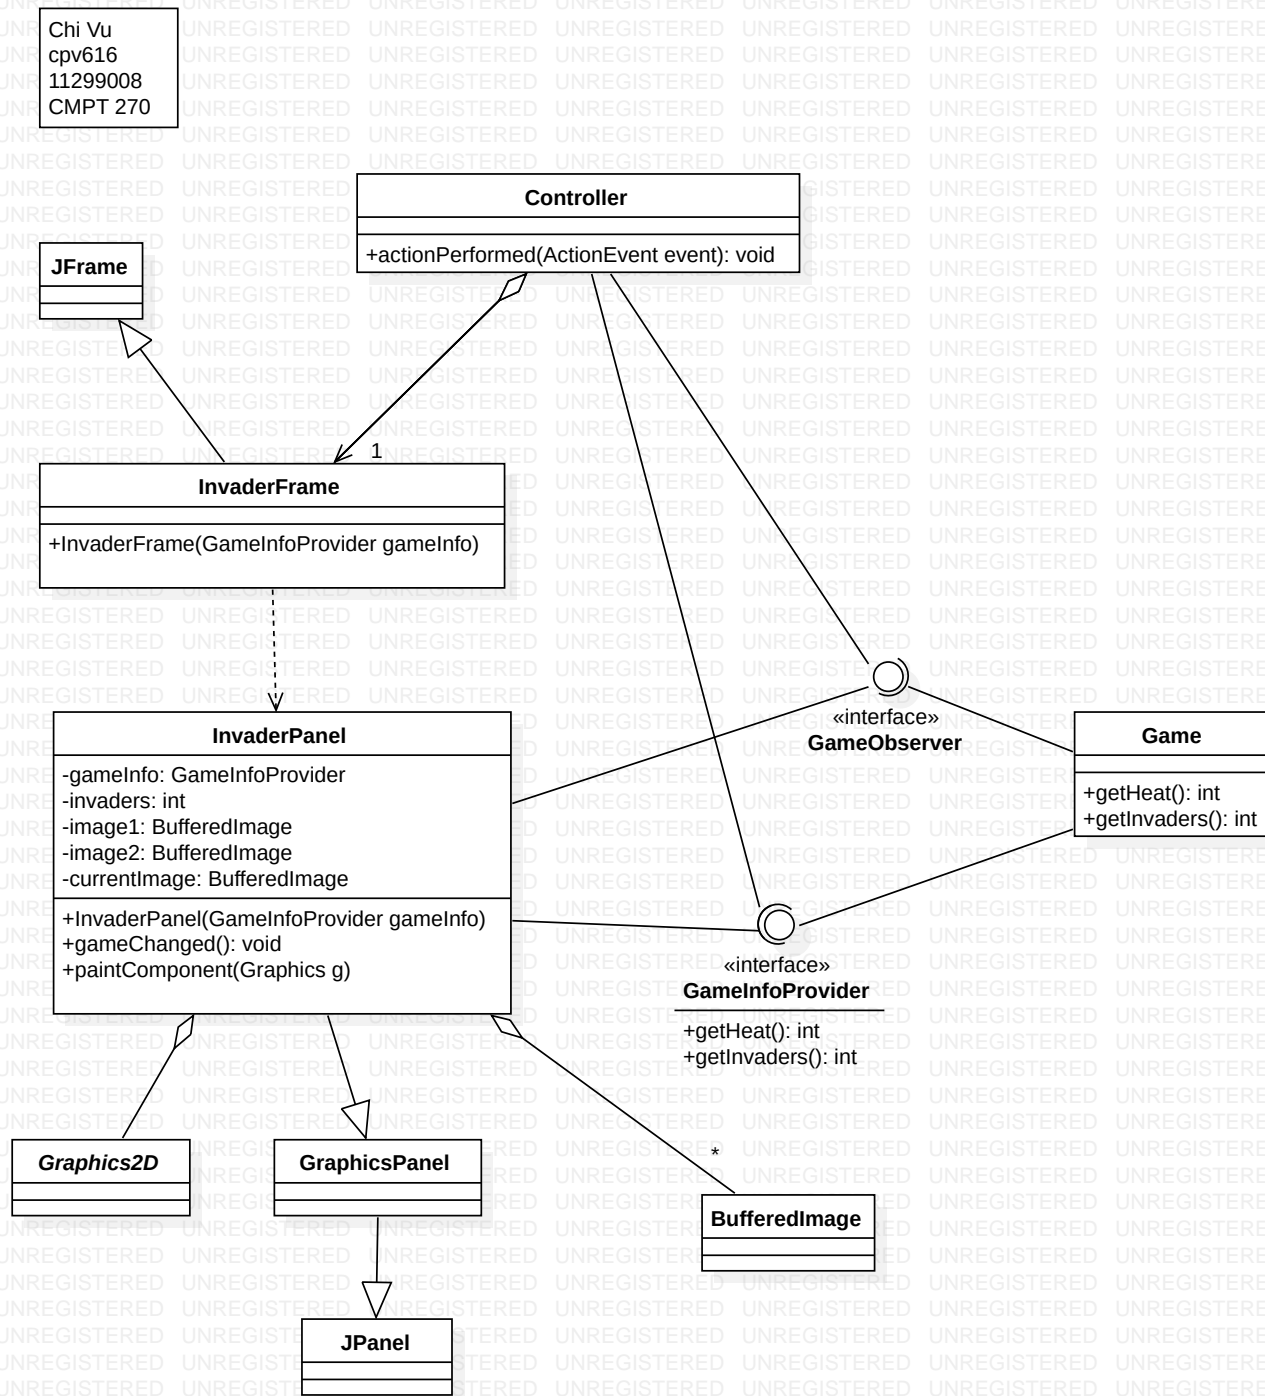 Chi Vu
cpv616
11299008
CMPT 270
Controller
+actionPerformed(ActionEvent event): void
JFrame
1
InvaderFrame
+InvaderFrame(GameInfoProvider gameInfo)
«interface»
GameObserver
Game
+getHeat(): int
+getInvaders(): int
InvaderPanel
-gameInfo: GameInfoProvider
-invaders: int
-image1: BufferedImage
-image2: BufferedImage
-currentImage: BufferedImage
+InvaderPanel(GameInfoProvider gameInfo)
+gameChanged(): void
+paintComponent(Graphics g)
«interface»
GameInfoProvider
+getHeat(): int
+getInvaders(): int
Graphics2D
GraphicsPanel
*
BufferedImage
JPanel
UNREGISTERED